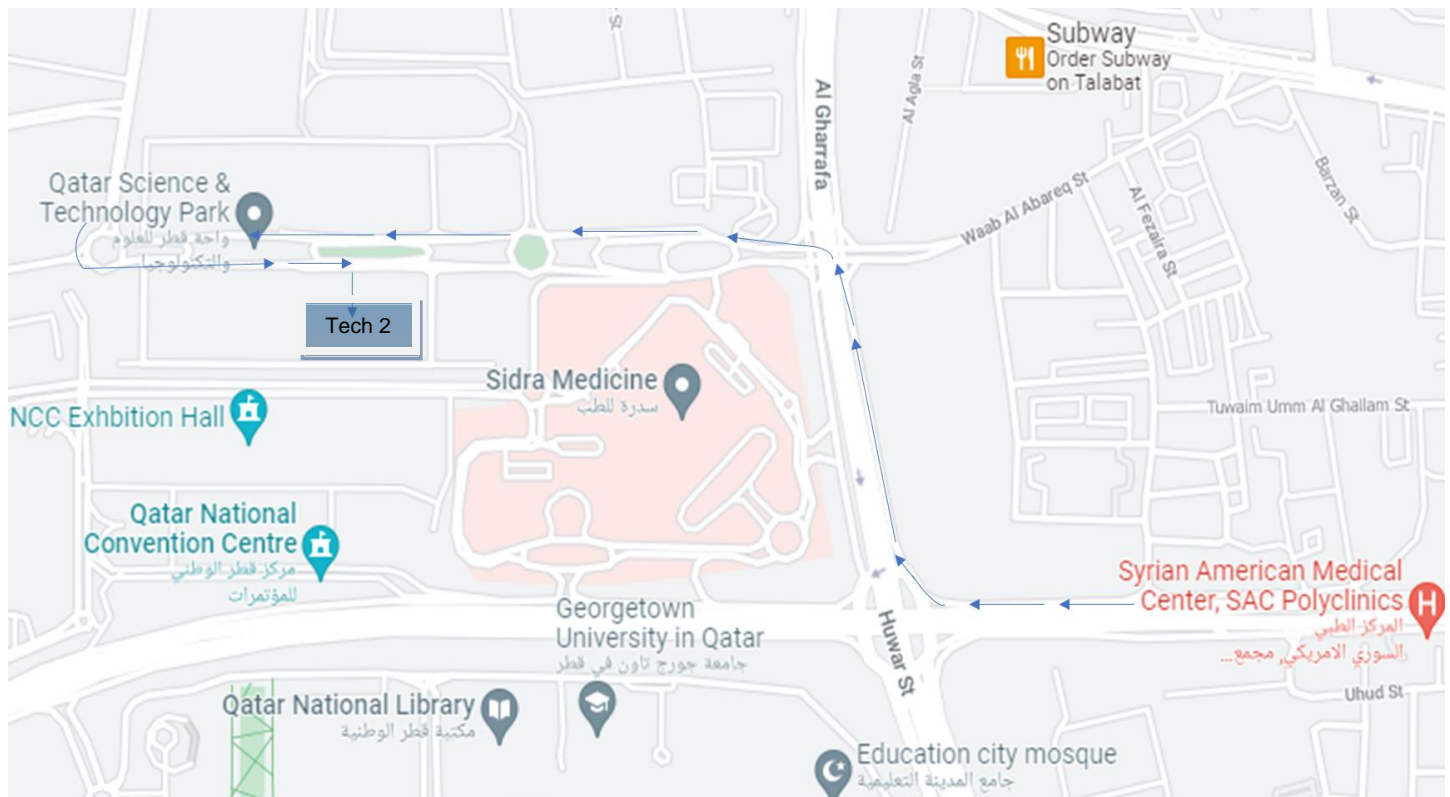 Subway
Order Subway
on Talabat
St
Al Gharrafa
Al Agla St
Barzan St
Waab Al Abareq St
Al Fezaira St
Qatar Science &
Technology Park
واحة قطر للعلوم
والتكنولوجيا
Tech 2
Sidra Medicine
سدرة للطب
NCC Exhbition Hall
Tuwaim Umm Al Ghailam St
Qatar National
Convention Centre
مركز قطر الوطني
للمؤتمرات
Syrian American Medical
Center, SAC Polyclinics
المركز الطبي
السوري الامريكي, مجمع...
H
Georgetown
University in Qatar
جامعة جورج تاون في قطر
Huwar St
Uhud St
Qatar National Library
مكتبة قطر الوطنية
Education city mosque
جامع المدينة التعليمية